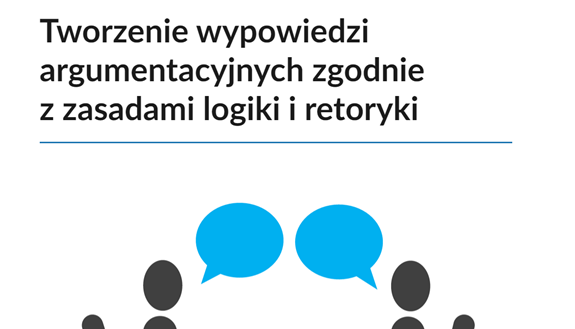 Tworzenie wypowiedzi
argumentacyjnych zgodnie
z zasadami logiki i retoryki